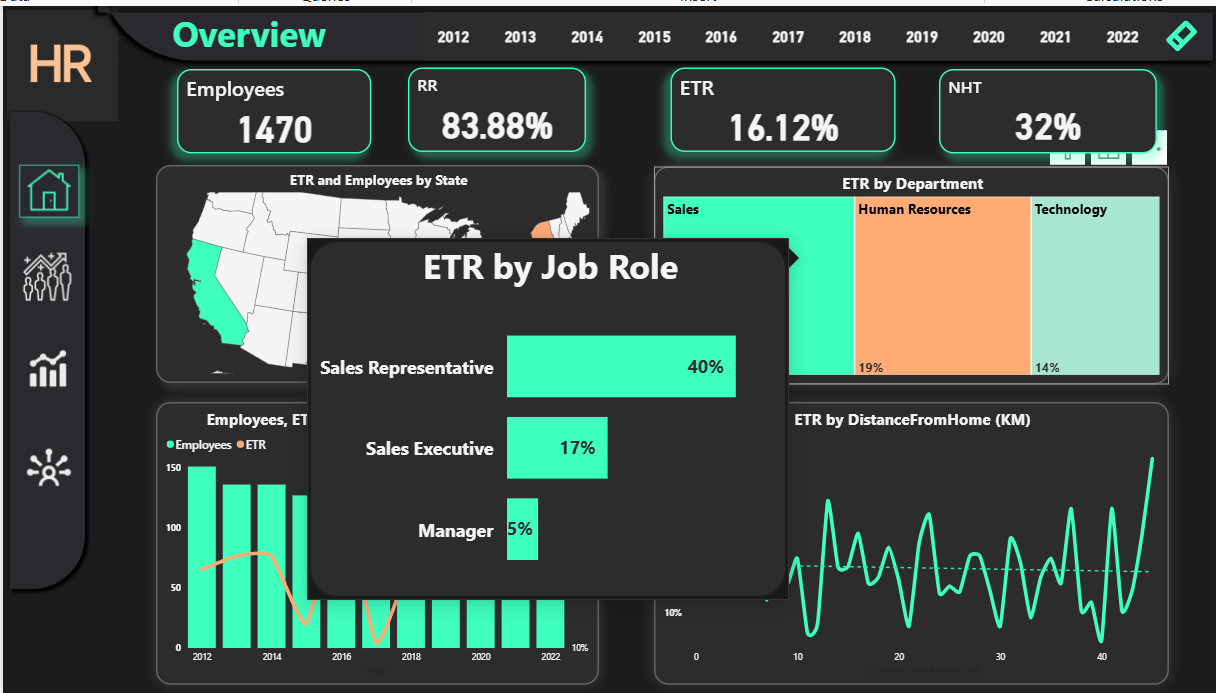 HR
Overview
2012 2013 2014 2015 2016 2017 2018 2019 2020 2021 2022
Employees
1470
RR
83.88%
ETR
16.12%
NHT
32%
ETR and Employees by State
ETR by Department
Sales
Human Resources
19%
Technology
14%
ETR by Job Role
Sales Representative 40%
Sales Executive 17%
Manager 5%
Employees, ET
Employees ETR
150
100
50
0
10%
2012 2014 2016 2018 2020 2022
ETR by DistanceFromHome (KM)
10%
0 10 20 30 40
DistanceFromHome (KM)